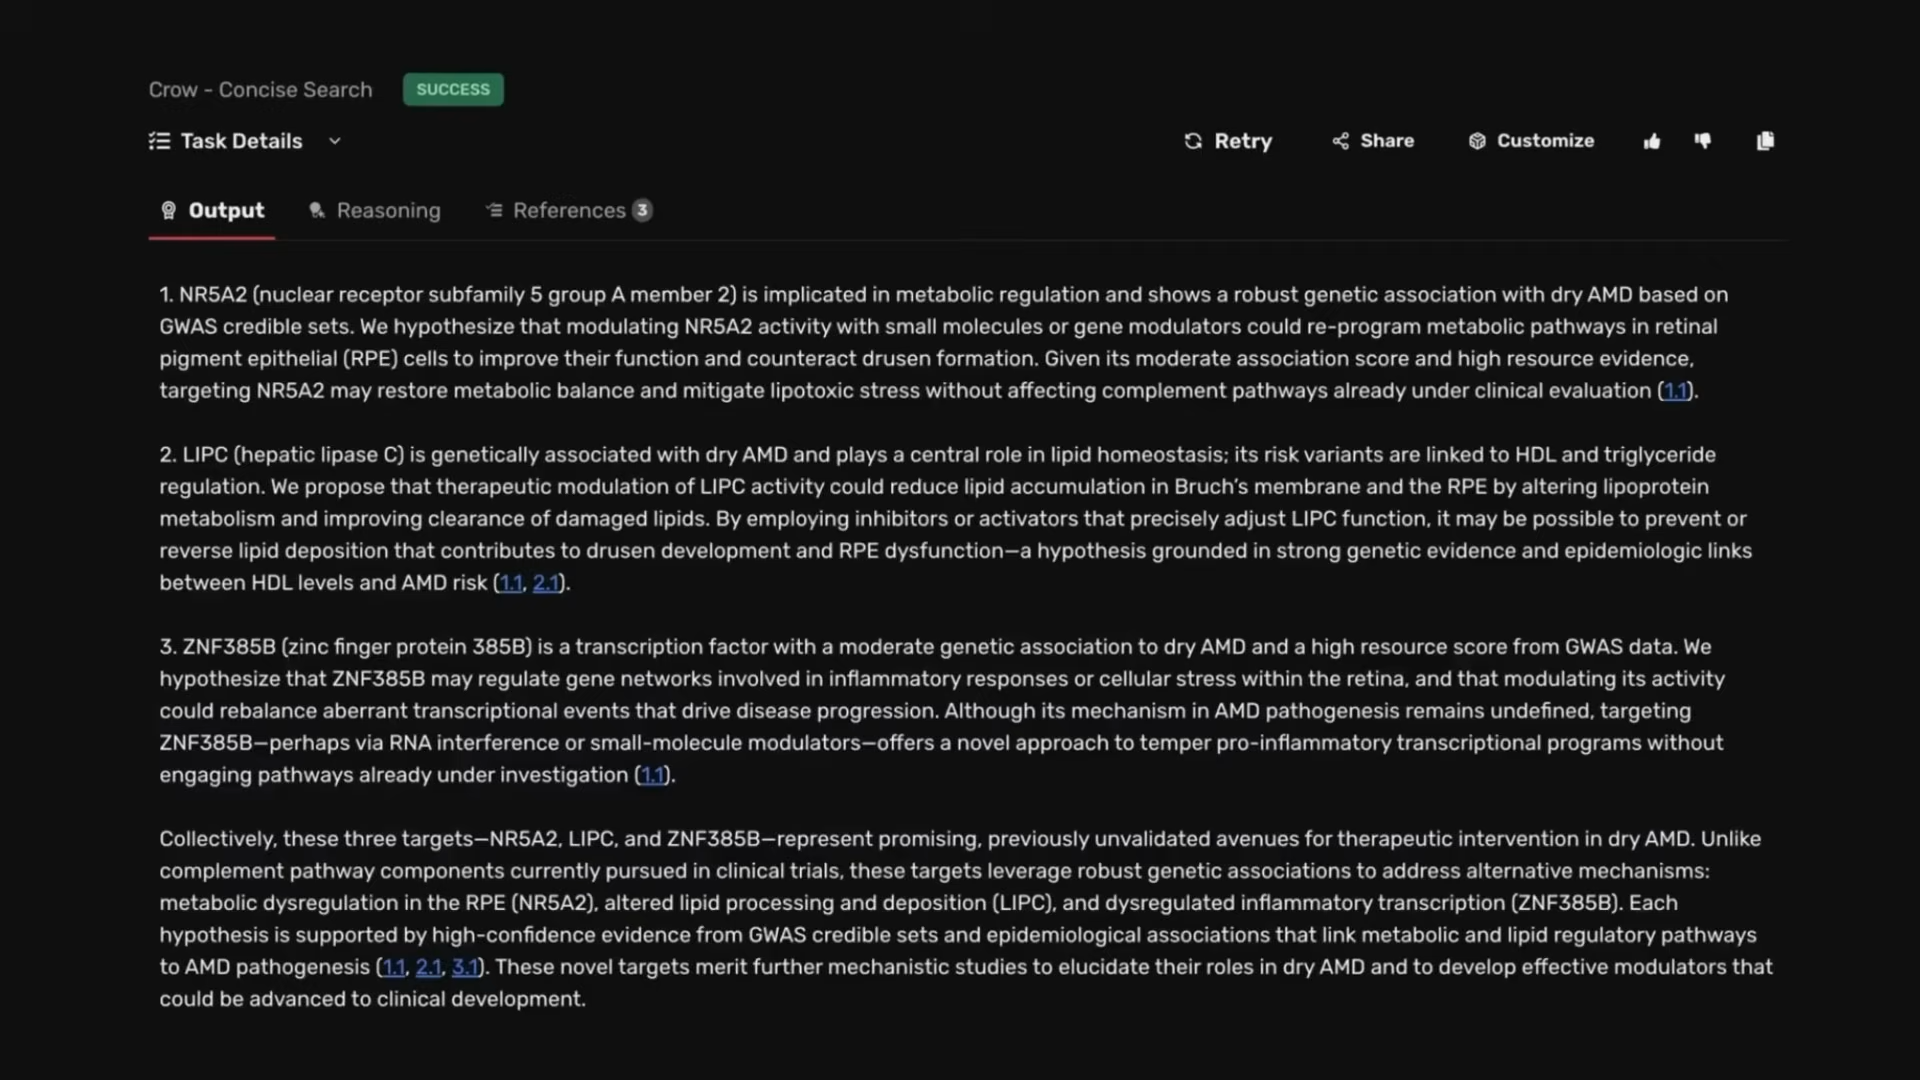 Crow - Concise Search SUCCESS
Task Details
Retry Share Customize
Output Reasoning References 3
1. NR5A2 (nuclear receptor subfamily 5 group A member 2) is implicated in metabolic regulation and shows a robust genetic association with dry AMD based on
GWAS credible sets. We hypothesize that modulating NR5A2 activity with small molecules or gene modulators could re-program metabolic pathways in retinal
pigment epithelial (RPE) cells to improve their function and counteract drusen formation. Given its moderate association score and high resource evidence,
targeting NR5A2 may restore metabolic balance and mitigate lipotoxic stress without affecting complement pathways already under clinical evaluation (1.1).
2. LIPC (hepatic lipase C) is genetically associated with dry AMD and plays a central role in lipid homeostasis; its risk variants are linked to HDL and triglyceride
regulation. We propose that therapeutic modulation of LIPC activity could reduce lipid accumulation in Bruch's membrane and the RPE by altering lipoprotein
metabolism and improving clearance of damaged lipids. By employing inhibitors or activators that precisely adjust LIPC function, it may be possible to prevent or
reverse lipid deposition that contributes to drusen development and RPE dysfunction—a hypothesis grounded in strong genetic evidence and epidemiologic links
between HDL levels and AMD risk (1.1, 2.1).
3. ZNF385B (zinc finger protein 385B) is a transcription factor with a moderate genetic association to dry AMD and a high resource score from GWAS data. We
hypothesize that ZNF385B may regulate gene networks involved in inflammatory responses or cellular stress within the retina, and that modulating its activity
could rebalance aberrant transcriptional events that drive disease progression. Although its mechanism in AMD pathogenesis remains undefined, targeting
ZNF385B—perhaps via RNA interference or small-molecule modulators—offers a novel approach to temper pro-inflammatory transcriptional programs without
engaging pathways already under investigation (1.1).
Collectively, these three targets—NR5A2, LIPC, and ZNF385B—represent promising, previously unvalidated avenues for therapeutic intervention in dry AMD. Unlike
complement pathway components currently pursued in clinical trials, these targets leverage robust genetic associations to address alternative mechanisms:
metabolic dysregulation in the RPE (NR5A2), altered lipid processing and deposition (LIPC), and dysregulated inflammatory transcription (ZNF385B). Each
hypothesis is supported by high-confidence evidence from GWAS credible sets and epidemiological associations that link metabolic and lipid regulatory pathways
to AMD pathogenesis (1.1, 2.1, 3.1). These novel targets merit further mechanistic studies to elucidate their roles in dry AMD and to develop effective modulators that
could be advanced to clinical development.